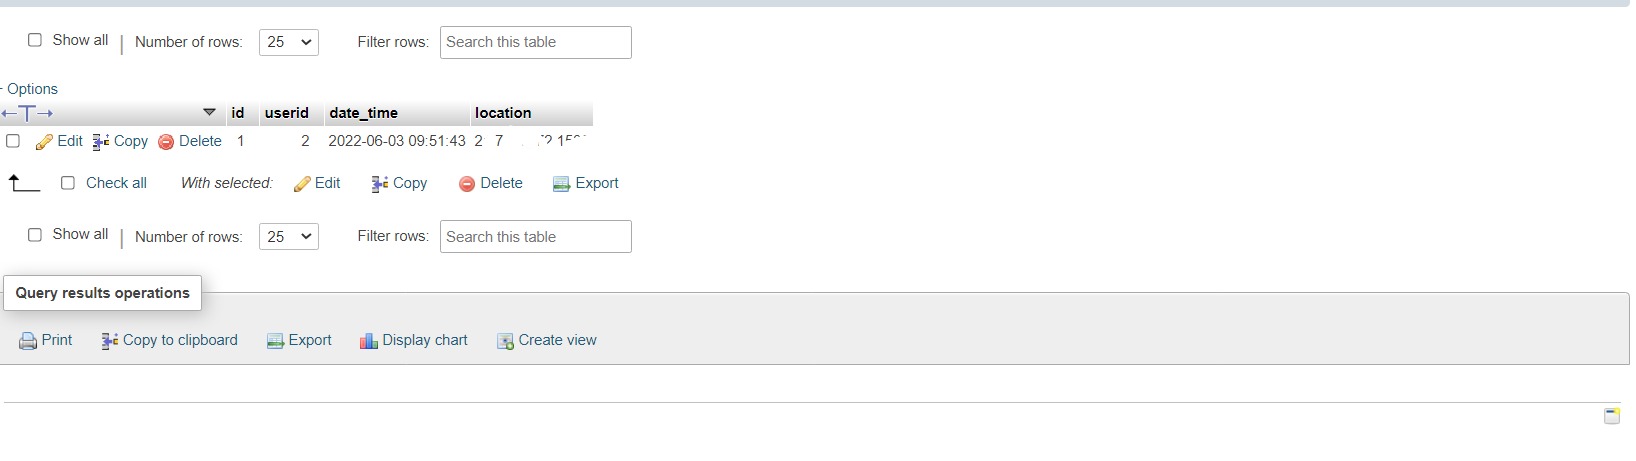 Show all Number of rows: 25 Filter rows: Search this table
Options
id userid date_time location
Edit Copy Delete 1 2 2022-06-03 09:51:43 2 7
Check all With selected: Edit Copy Delete Export
Show all Number of rows: 25 Filter rows: Search this table
Query results operations
Print Copy to clipboard Export Display chart Create view